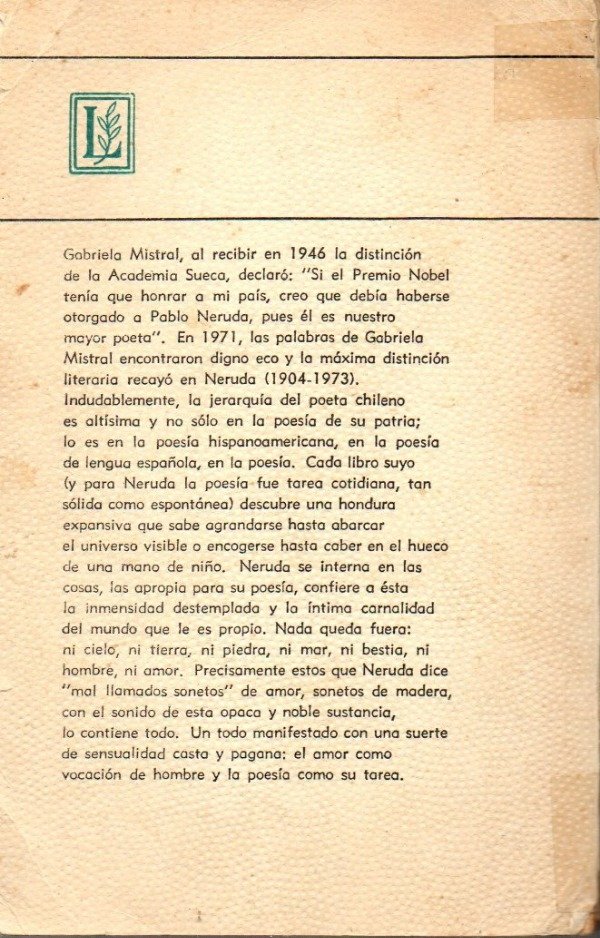 L
Gabriela Mistral, al recibir en 1946 la distinción
de la Academia Sueca, declaró: "Si el Premio Nobel
tenía que honrar a mi país, creo que debía haberse
otorgado a Pablo Neruda, pues él es nuestro
mayor poeta". En 1971, las palabras de Gabriela
Mistral encontraron digno eco y la máxima distinción
literaria recayó en Neruda (1904-1973).
Indudablemente, la jerarquía del poeta chileno
es altísima y no sólo en la poesía de su patria;
lo es en la poesía hispanoamericana, en la poesía
de lengua española, en la poesía. Cada libro suyo
(y para Neruda la poesía fue tarea cotidiana, tan
sólida como espontánea) descubre una hondura
expansiva que sabe agrandarse hasta abarcar
el universo visible o encogerse hasta caber en el hueco
de una mano de niño. Neruda se interna en las
cosas, las apropia para su poesía, confiere a ésta
la inmensidad destemplada y la íntima carnalidad
del mundo que le es propio. Nada queda fuera:
ni cielo, ni tierra, ni piedra, ni mar, ni bestia, ni
hombre, ni amor. Precisamente estos que Neruda dice
"mal llamados sonetos" de amor, sonetos de madera,
con el sonido de esta opaca y noble sustancia,
lo contiene todo. Un todo manifestado con una suerte
de sensualidad casta y pagana: el amor como
vocación de hombre y la poesía como su tarea.